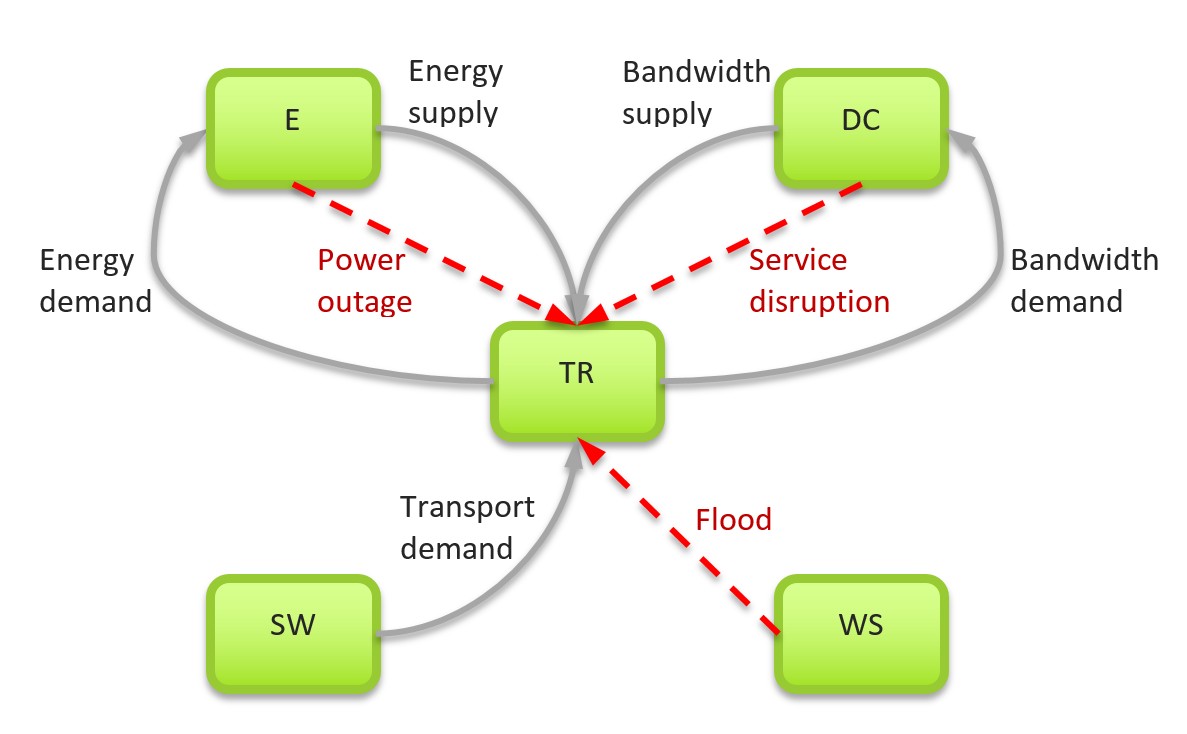 Energy
supply
Bandwidth
supply
E
DC
Energy
demand
Power
outage
Service
disruption
Bandwidth
demand
TR
Transport
demand
Flood
SW
WS